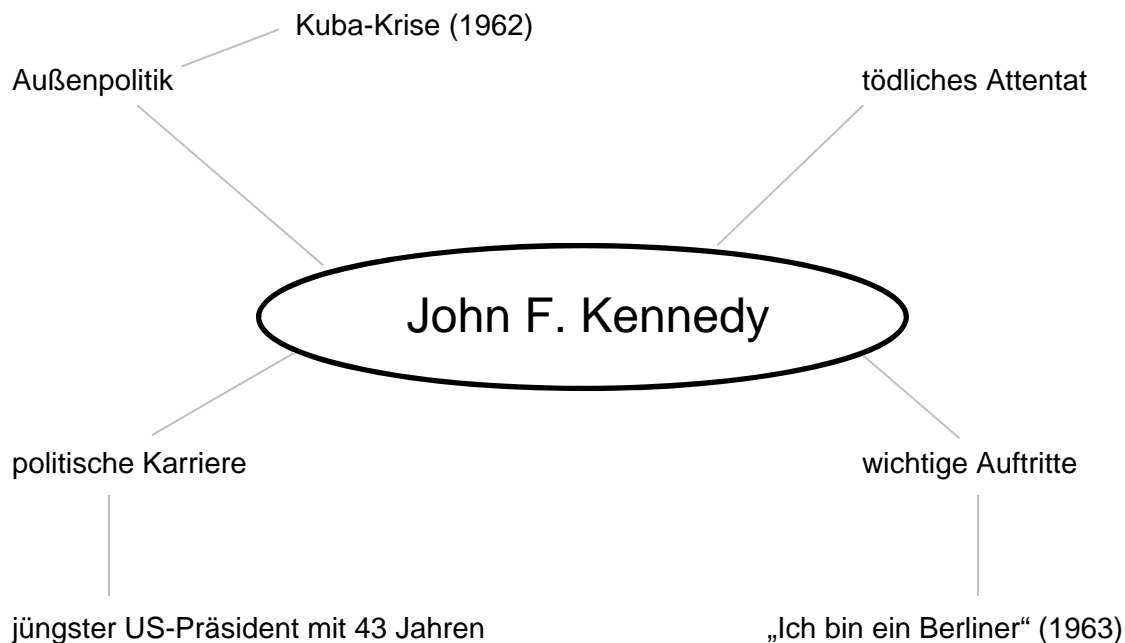 Kuba-Krise (1962)
Außenpolitik
tödliches Attentat
John F. Kennedy
politische Karriere
wichtige Auftritte
jüngster US-Präsident mit 43 Jahren
„Ich bin ein Berliner“ (1963)